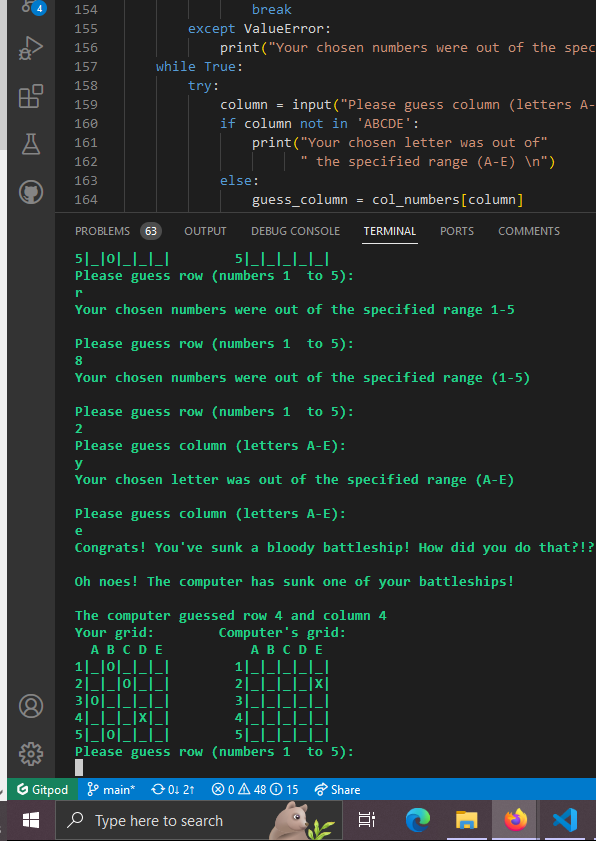 4
154 break
155 except ValueError:
156 print("Your chosen numbers were out of the spec
157 while True:
158 try:
159 column = input("Please guess column (letters A-
160 if column not in 'ABCDE':
161 print("Your chosen letter was out of"
162 " the specified range (A-E) \n")
163 else:
164 guess_column = col_numbers[column]
PROBLEMS 63 OUTPUT DEBUG CONSOLE TERMINAL PORTS COMMENTS
5|_|O|_|_|_| 5|_|_|_|_|_|
Please guess row (numbers 1  to 5):
r
Your chosen numbers were out of the specified range 1-5
Please guess row (numbers 1  to 5):
8
Your chosen numbers were out of the specified range (1-5)
Please guess row (numbers 1  to 5):
2
Please guess column (letters A-E):
y
Your chosen letter was out of the specified range (A-E)
Please guess column (letters A-E):
e
Congrats! You've sunk a bloody battleship! How did you do that?!?
Oh noes! The computer has sunk one of your battleships!
The computer guessed row 4 and column 4
Your grid: Computer's grid:
A B C D E A B C D E
1|_|O|_|_|_| 1|_|_|_|_|_|
2|_|_|O|_|_| 2|_|_|_|_|X|
3|O|_|_|_|_| 3|_|_|_|_|_|
4|_|_|_|X|_| 4|_|_|_|_|_|
5|_|O|_|_|_| 5|_|_|_|_|_|
Please guess row (numbers 1  to 5):
Gitpod main* 0↓ 2↑ 0 48 15 Share
Type here to search